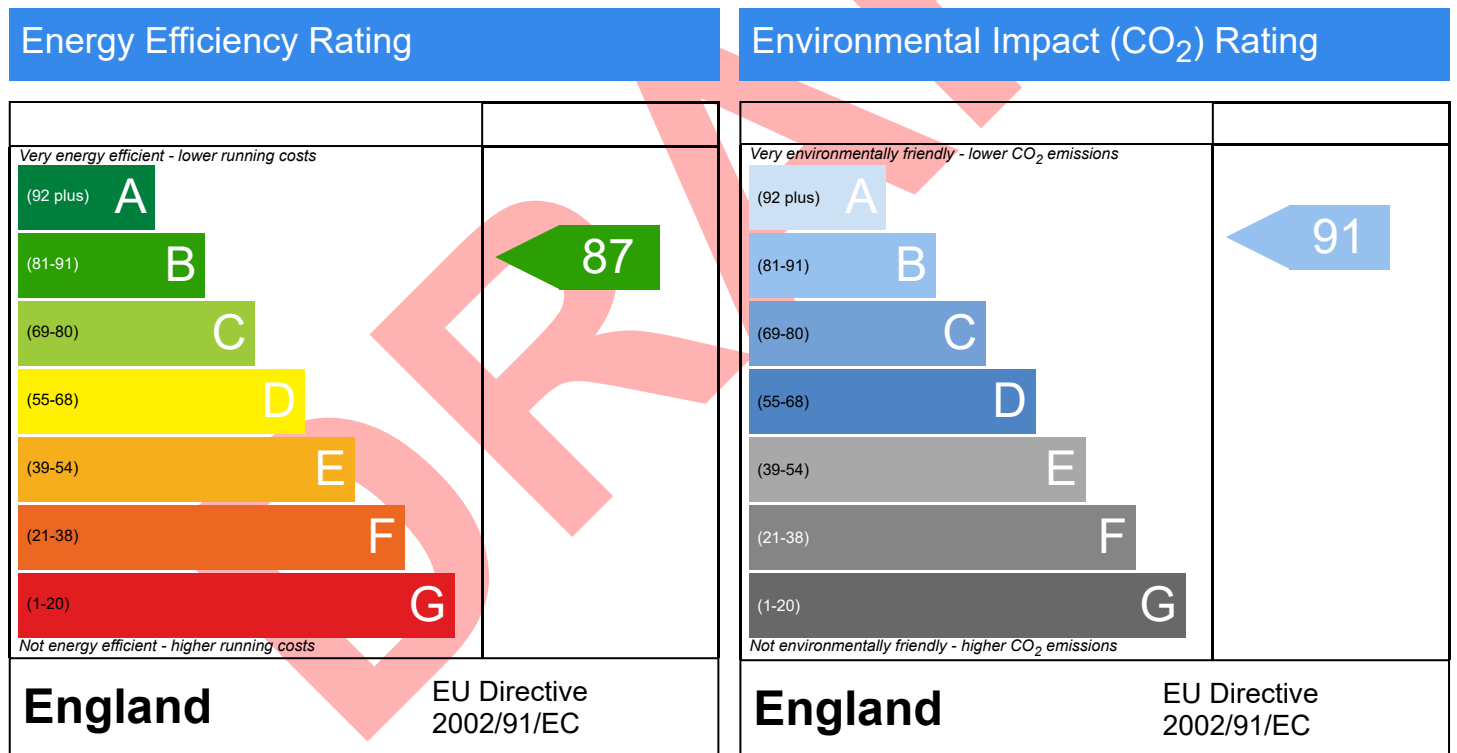 Energy Efficiency Rating
Very energy efficient - lower running costs
(92 plus) A
(81-91) B
87
(69-80) C
(55-68) D
(39-54) E
(21-38) F
(1-20) G
Not energy efficient - higher running costs
England
EU Directive
2002/91/EC
Environmental Impact (CO₂) Rating
Very environmentally friendly - lower CO₂ emissions
(92 plus) A
(81-91) B
91
(69-80) C
(55-68) D
(39-54) E
(21-38) F
(1-20) G
Not environmentally friendly - higher CO₂ emissions
England
EU Directive
2002/91/EC